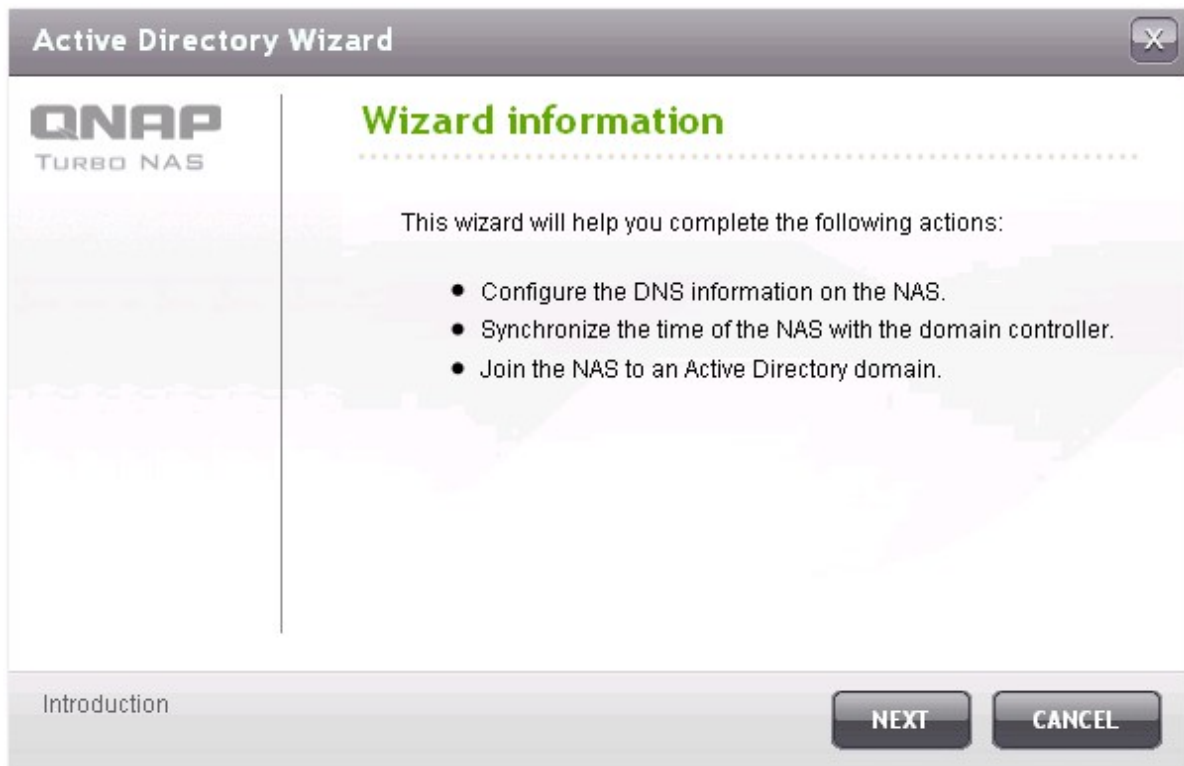 Active Directory Wizard
X
QNAP
TURBO NAS
Wizard information
This wizard will help you complete the following actions:
• Configure the DNS information on the NAS.
• Synchronize the time of the NAS with the domain controller.
• Join the NAS to an Active Directory domain.
Introduction
NEXT
CANCEL